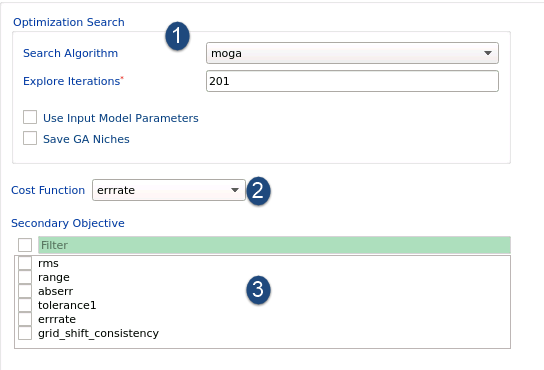 Optimization Search
1
Search Algorithm moga
Explore Iterations* 201
Use Input Model Parameters
Save GA Niches
Cost Function errrate 2
Secondary Objective
Filter
rms
range
abserr
3
tolerance1
errrate
grid_shift_consistency